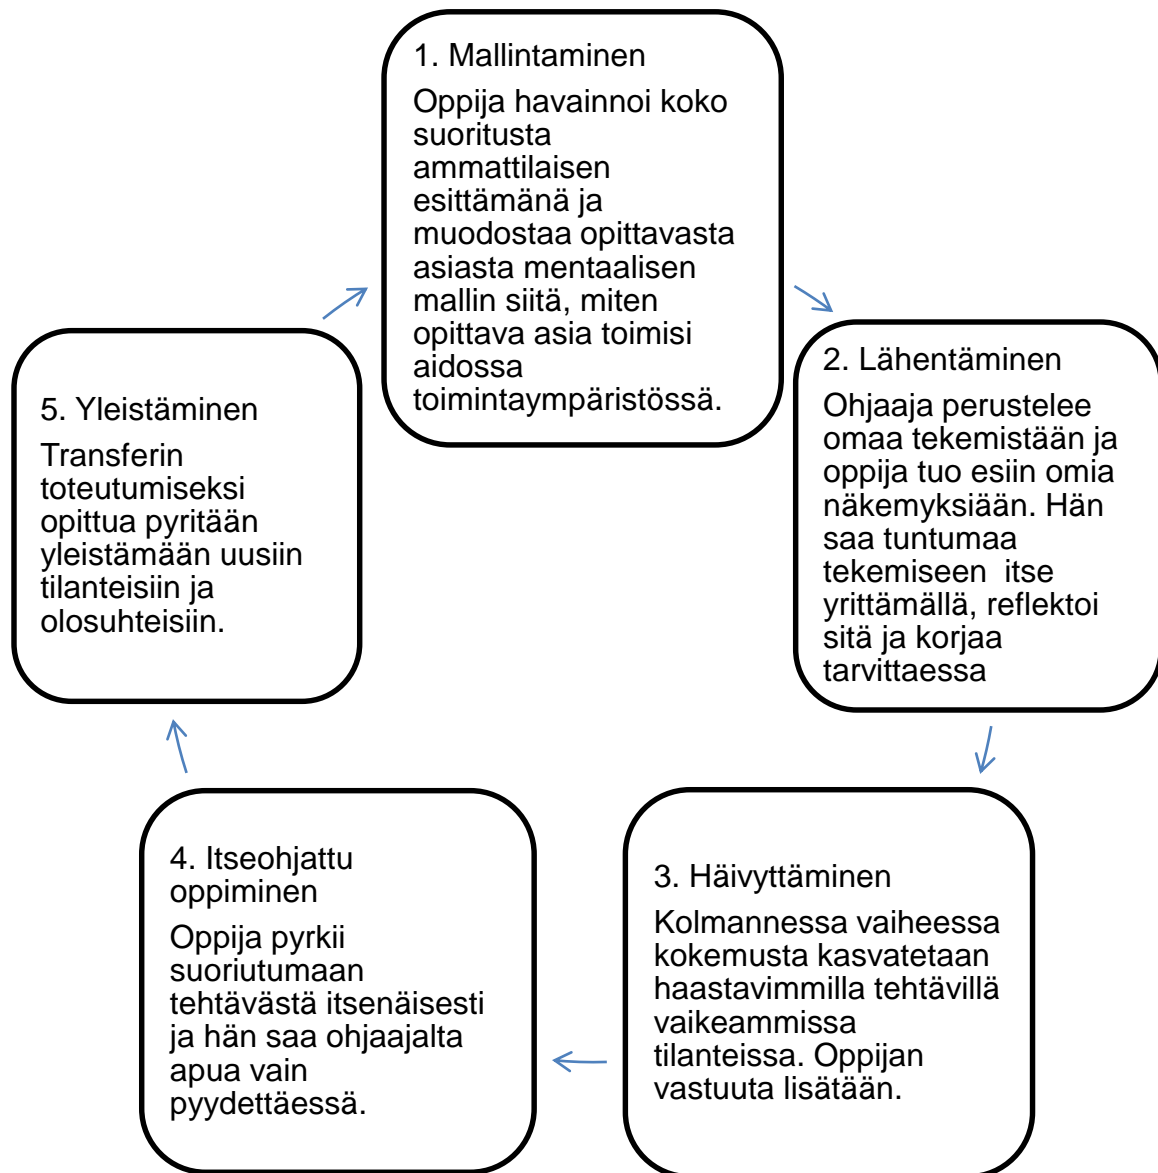 1. Mallintaminen
Oppija havainnoi koko
suoritusta
ammattilaisen
esittämänä ja
muodostaa opittavasta
asiasta mentaalisen
mallin siitä, miten
opittava asia toimisi
aidossa
toimintaympäristössä.
2. Lähentäminen
Ohjaaja perustelee
omaa tekemistään ja
oppija tuo esiin omia
näkemyksiään. Hän
saa tuntumaa
tekemiseen  itse
yrittämällä, reflektoi
sitä ja korjaa
tarvittaessa
3. Häivyttäminen
Kolmannessa vaiheessa
kokemusta kasvatetaan
haastavimmilla tehtävillä
vaikeammissa
tilanteissa. Oppijan
vastuuta lisätään.
4. Itseohjattu
oppiminen
Oppija pyrkii
suoriutumaan
tehtävästä itsenäisesti
ja hän saa ohjaajalta
apua vain
pyydettäessä.
5. Yleistäminen
Transferin
toteutumiseksi
opittua pyritään
yleistämään uusiin
tilanteisiin ja
olosuhteisiin.